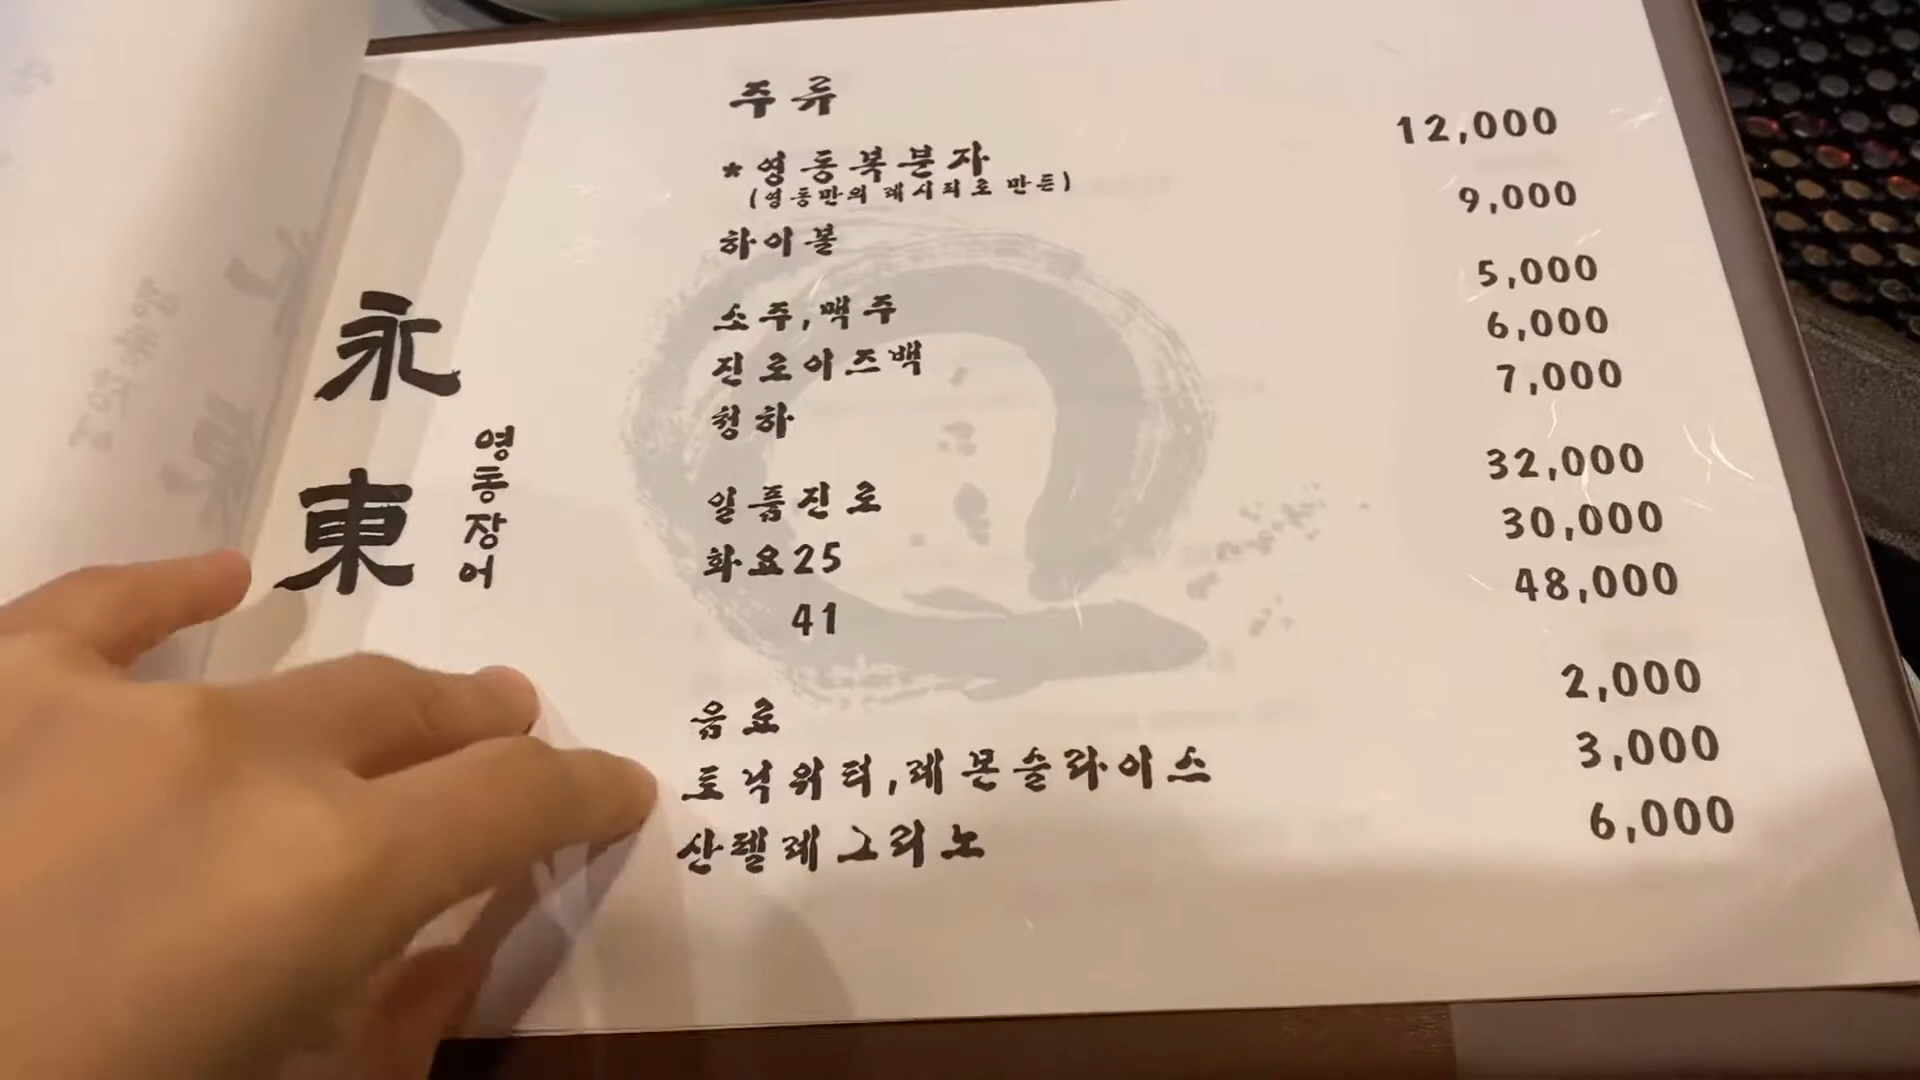 永東
영동장어
주류
*영동복분자 12,000
(영동만의 레시피로 만든)
하이볼 9,000
소주,맥주 5,000
진로이즈백 6,000
청하 7,000
일품진로 32,000
화요25 30,000
41 48,000
음료 2,000
토닉워터,레몬슬라이스 3,000
산펠레그리노 6,000